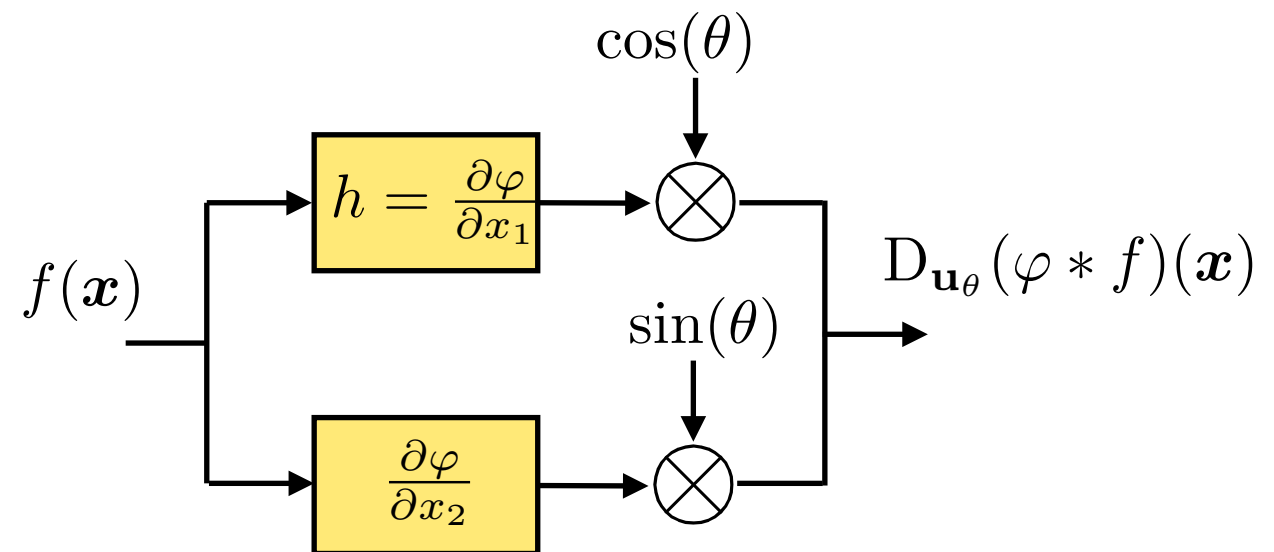 cos(θ)
h = ∂φ/∂x₁
f(𝒙)
D_{𝐮_θ}(φ ∗ f)(𝒙)
sin(θ)
∂φ/∂x₂